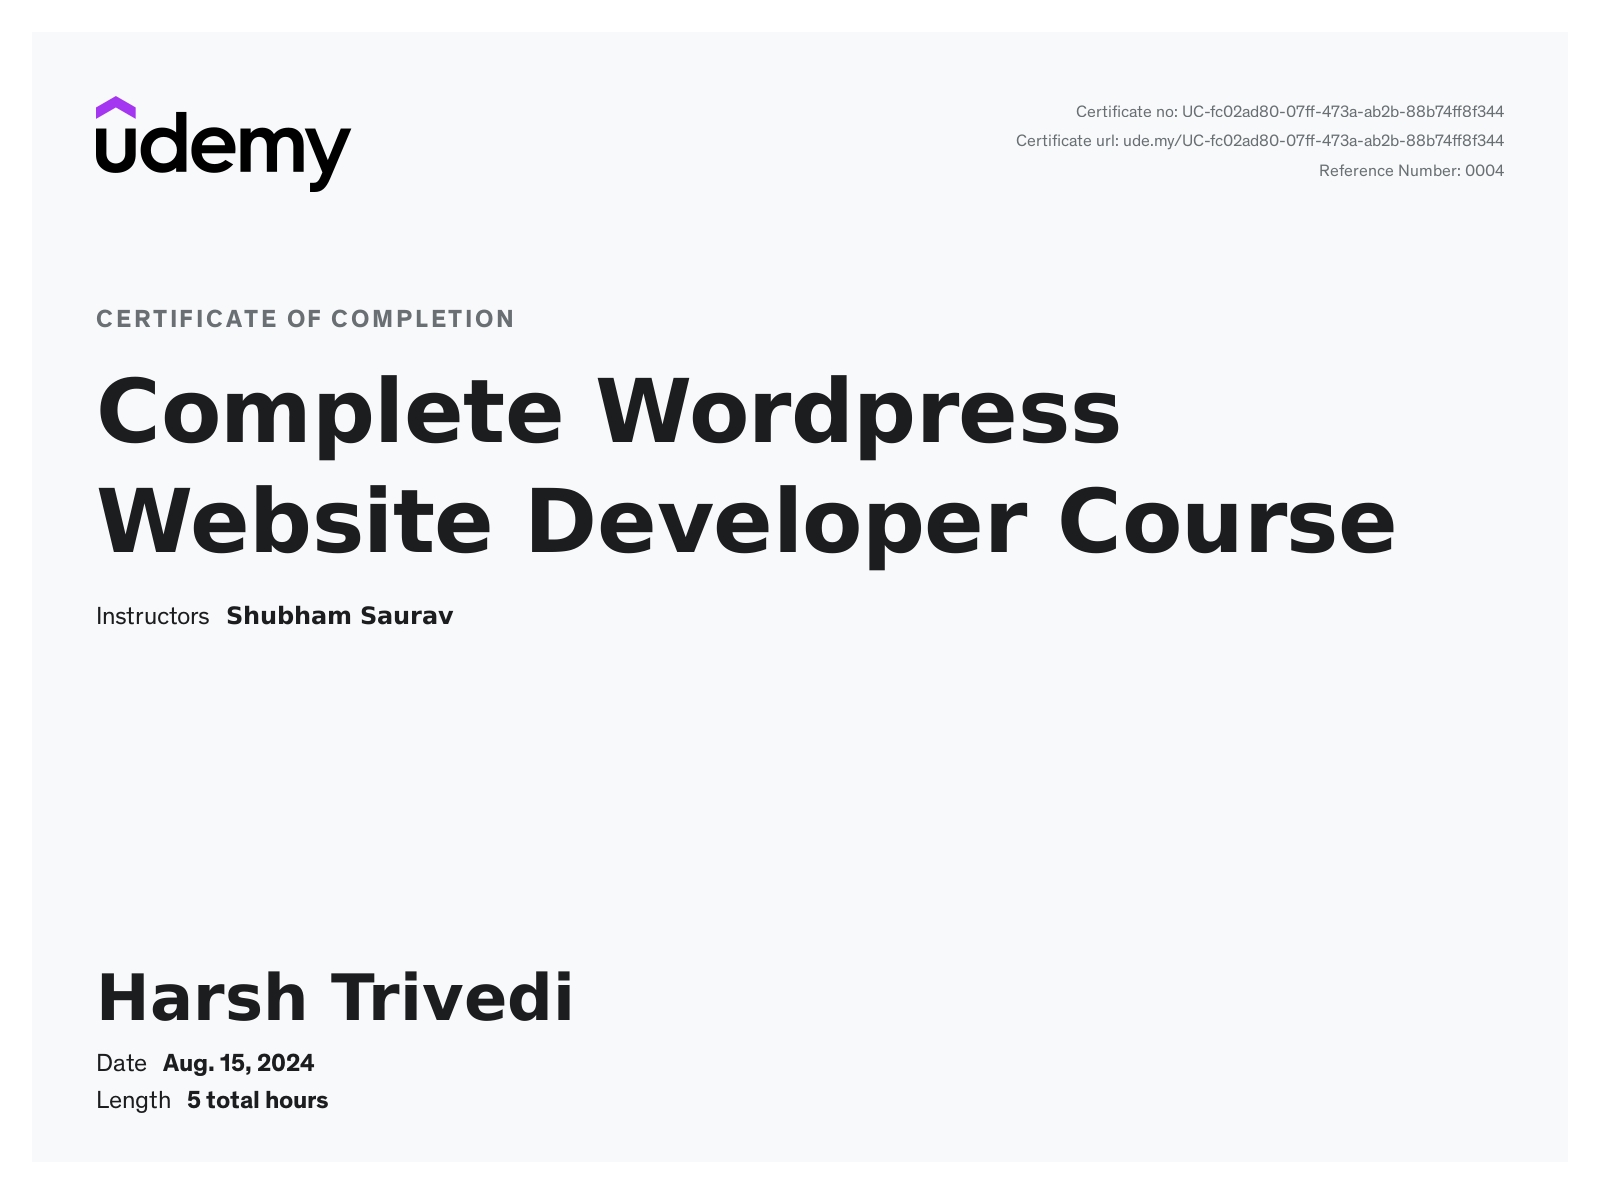 udemy
Certificate no: UC-fc02ad80-07ff-473a-ab2b-88b74ff8f344
Certificate url: ude.my/UC-fc02ad80-07ff-473a-ab2b-88b74ff8f344
Reference Number: 0004
CERTIFICATE OF COMPLETION
Complete Wordpress
Website Developer Course
Instructors Shubham Saurav
Harsh Trivedi
Date Aug. 15, 2024
Length 5 total hours